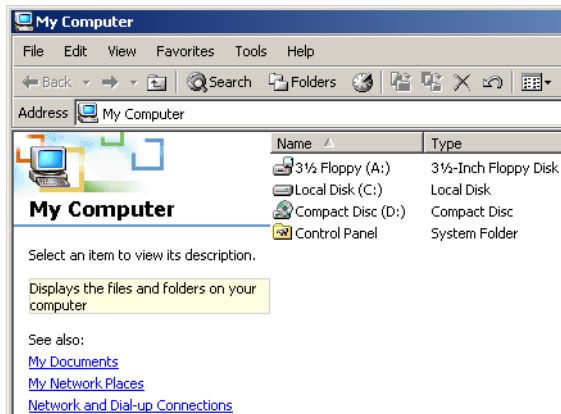 My Computer
File Edit View Favorites Tools Help
Back Search Folders
Address My Computer
Name Type
3½ Floppy (A:) 3½-Inch Floppy Disk
Local Disk (C:) Local Disk
Compact Disc (D:) Compact Disc
Control Panel System Folder
My Computer
Select an item to view its description.
Displays the files and folders on your
computer
See also:
My Documents
My Network Places
Network and Dial-up Connections